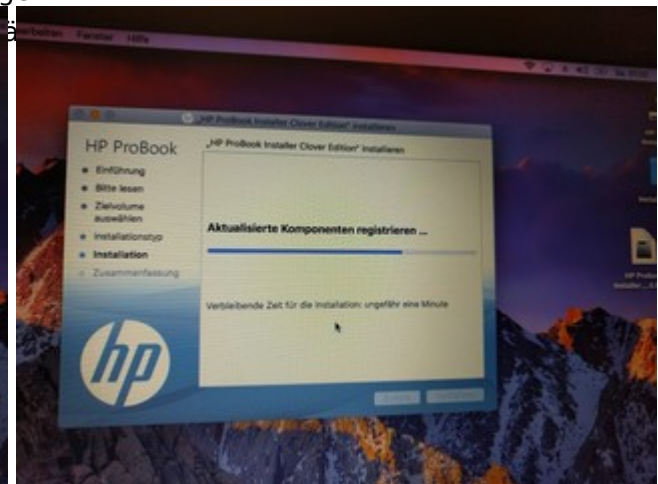 Fenster Hilfe
„HP ProBook Installer Clover Edition“ installieren
HP ProBook
„HP ProBook Installer Clover Edition“ installieren
Einführung
Bitte lesen
Zielvolume
auswählen
Installationstyp
Installation
Zusammenfassung
Aktualisierte Komponenten registrieren ...
Verbleibende Zeit für die Installation: ungefähr eine Minute
hp